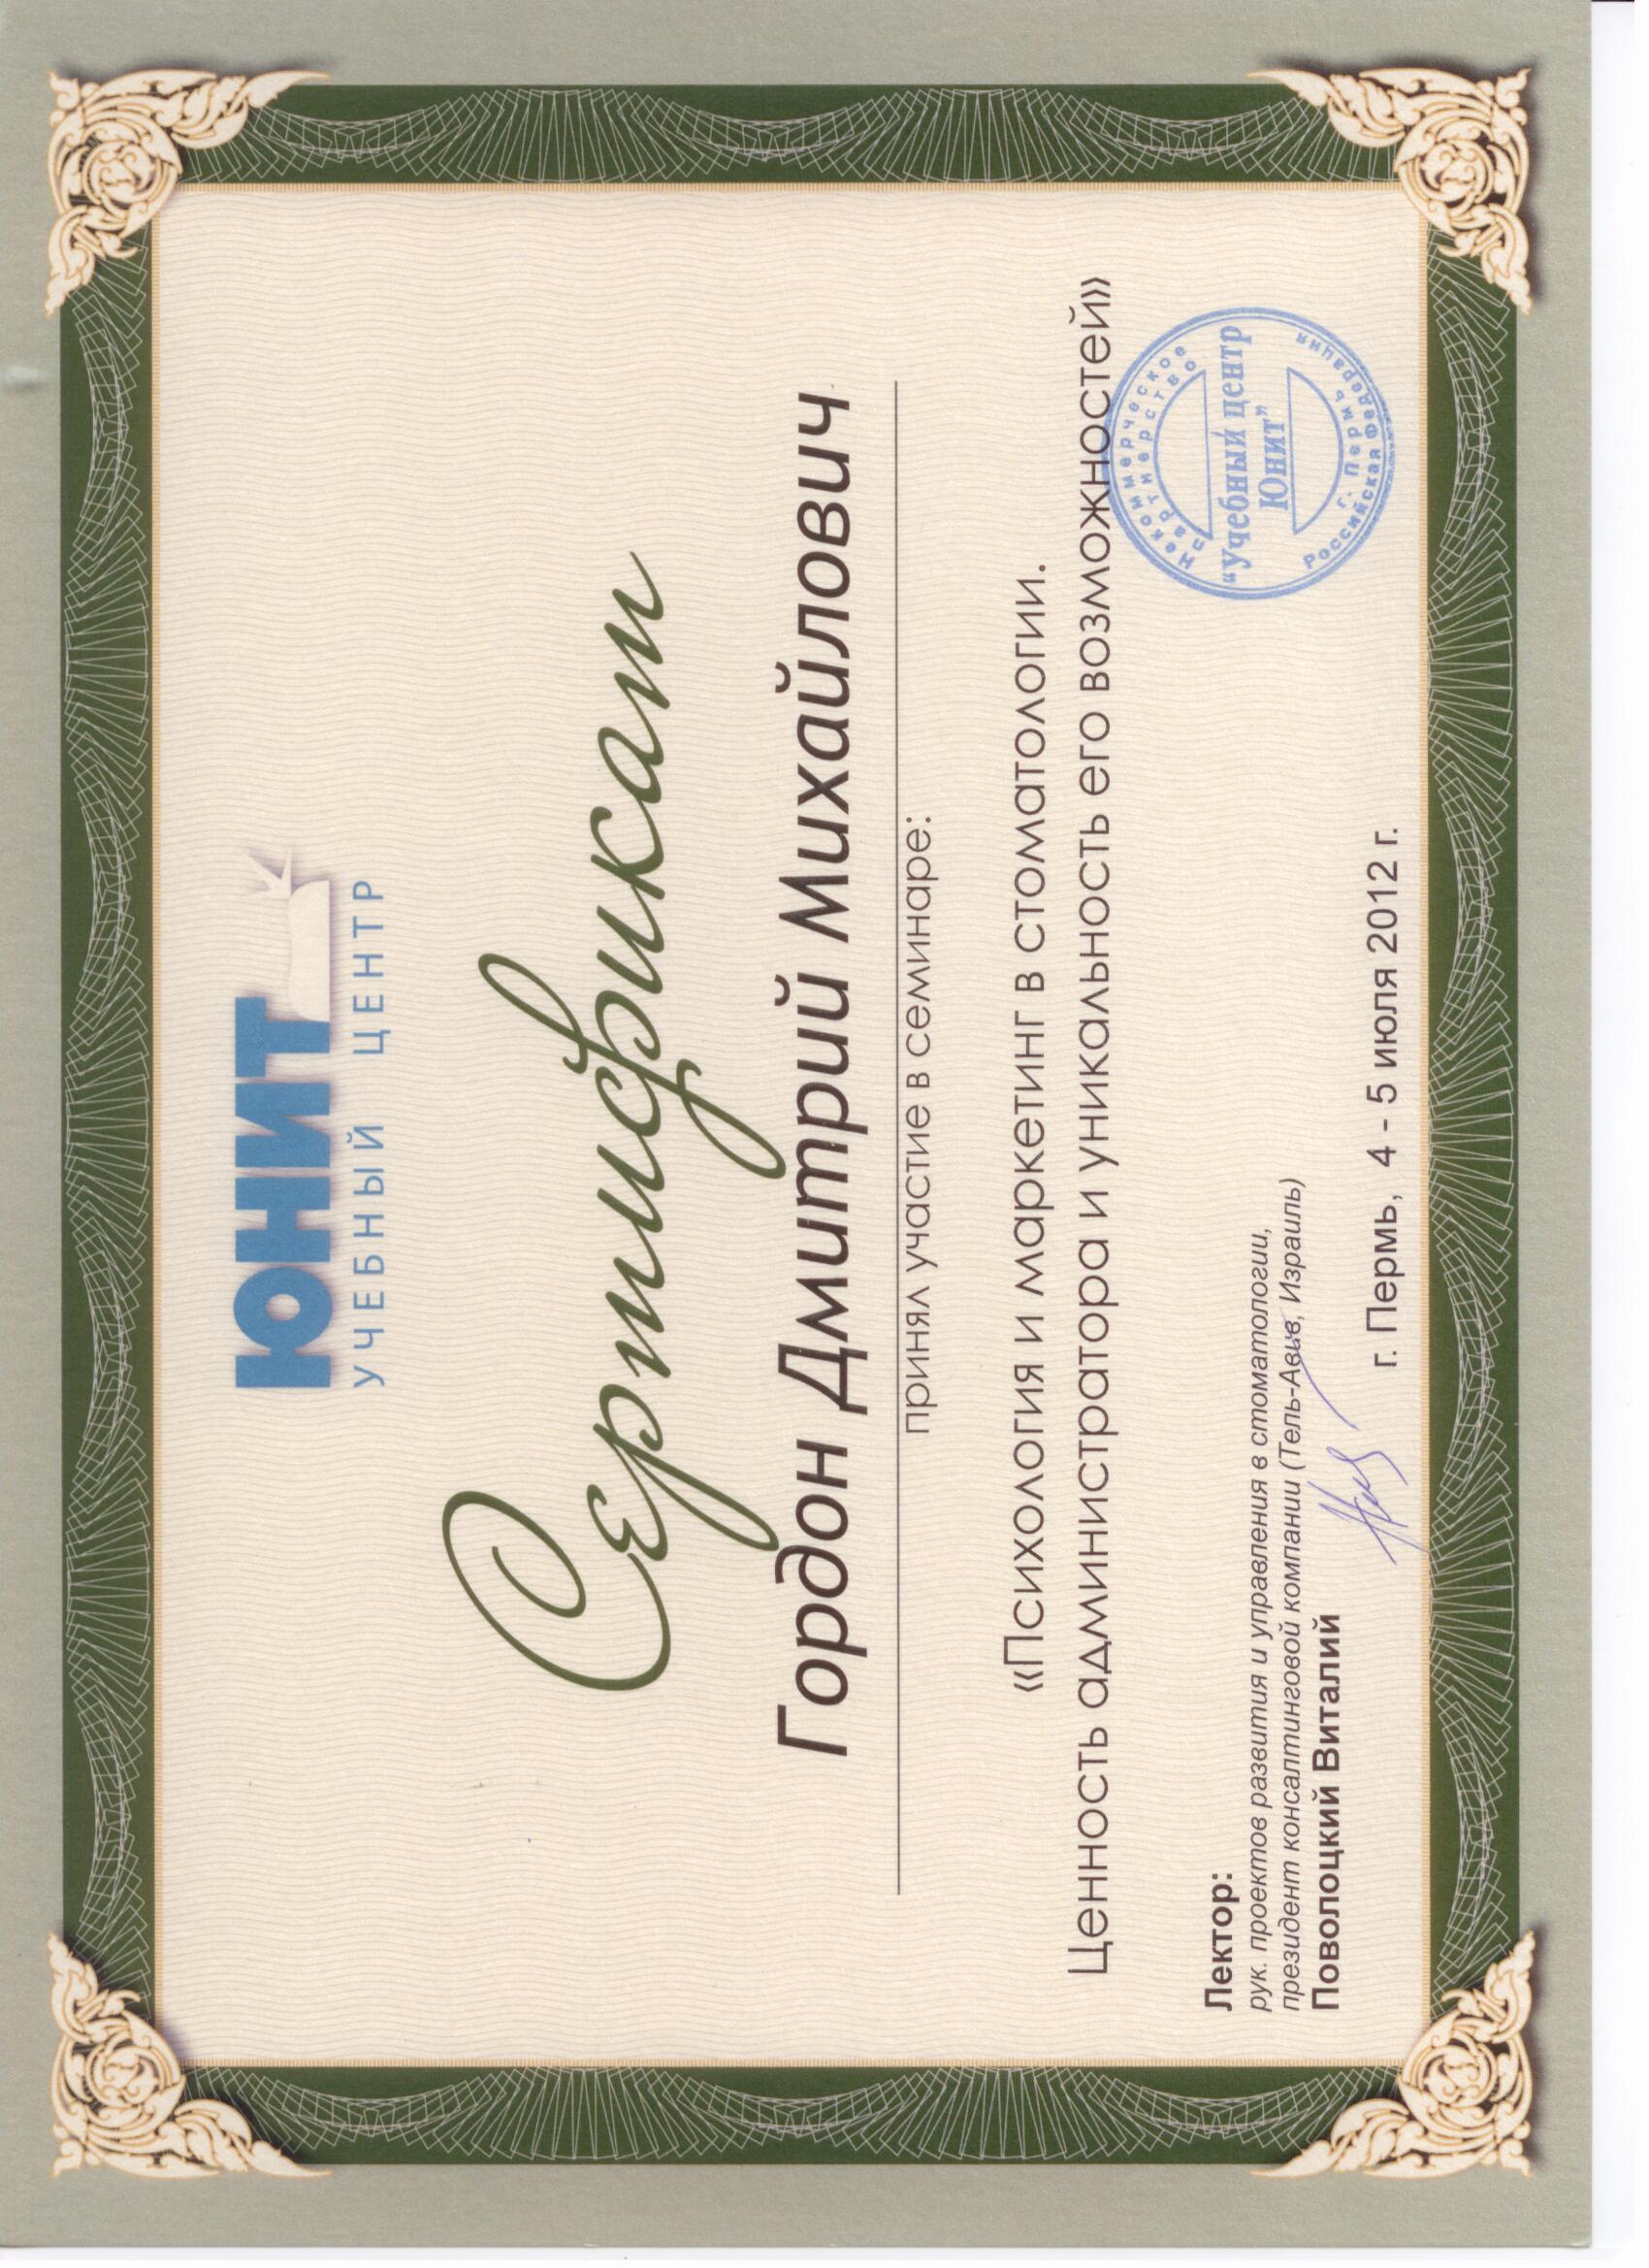 ЮНИТ
УЧЕБНЫЙ ЦЕНТР
Сертификат
Гордон Дмитрий Михайлович
принял участие в семинаре:
«Психология и маркетинг в стоматологии.
Ценность администратора и уникальность его возможностей»
Лектор:
рук. проектов развития и управления в стоматологии,
президент консалтинговой компании (Тель-Авив, Израиль)
Поволоцкий Виталий
г. Пермь, 4 - 5 июля 2012 г.
Некоммерческое
партнерство
"Учебный центр
Юнит"
г. Пермь
Российская Федерация